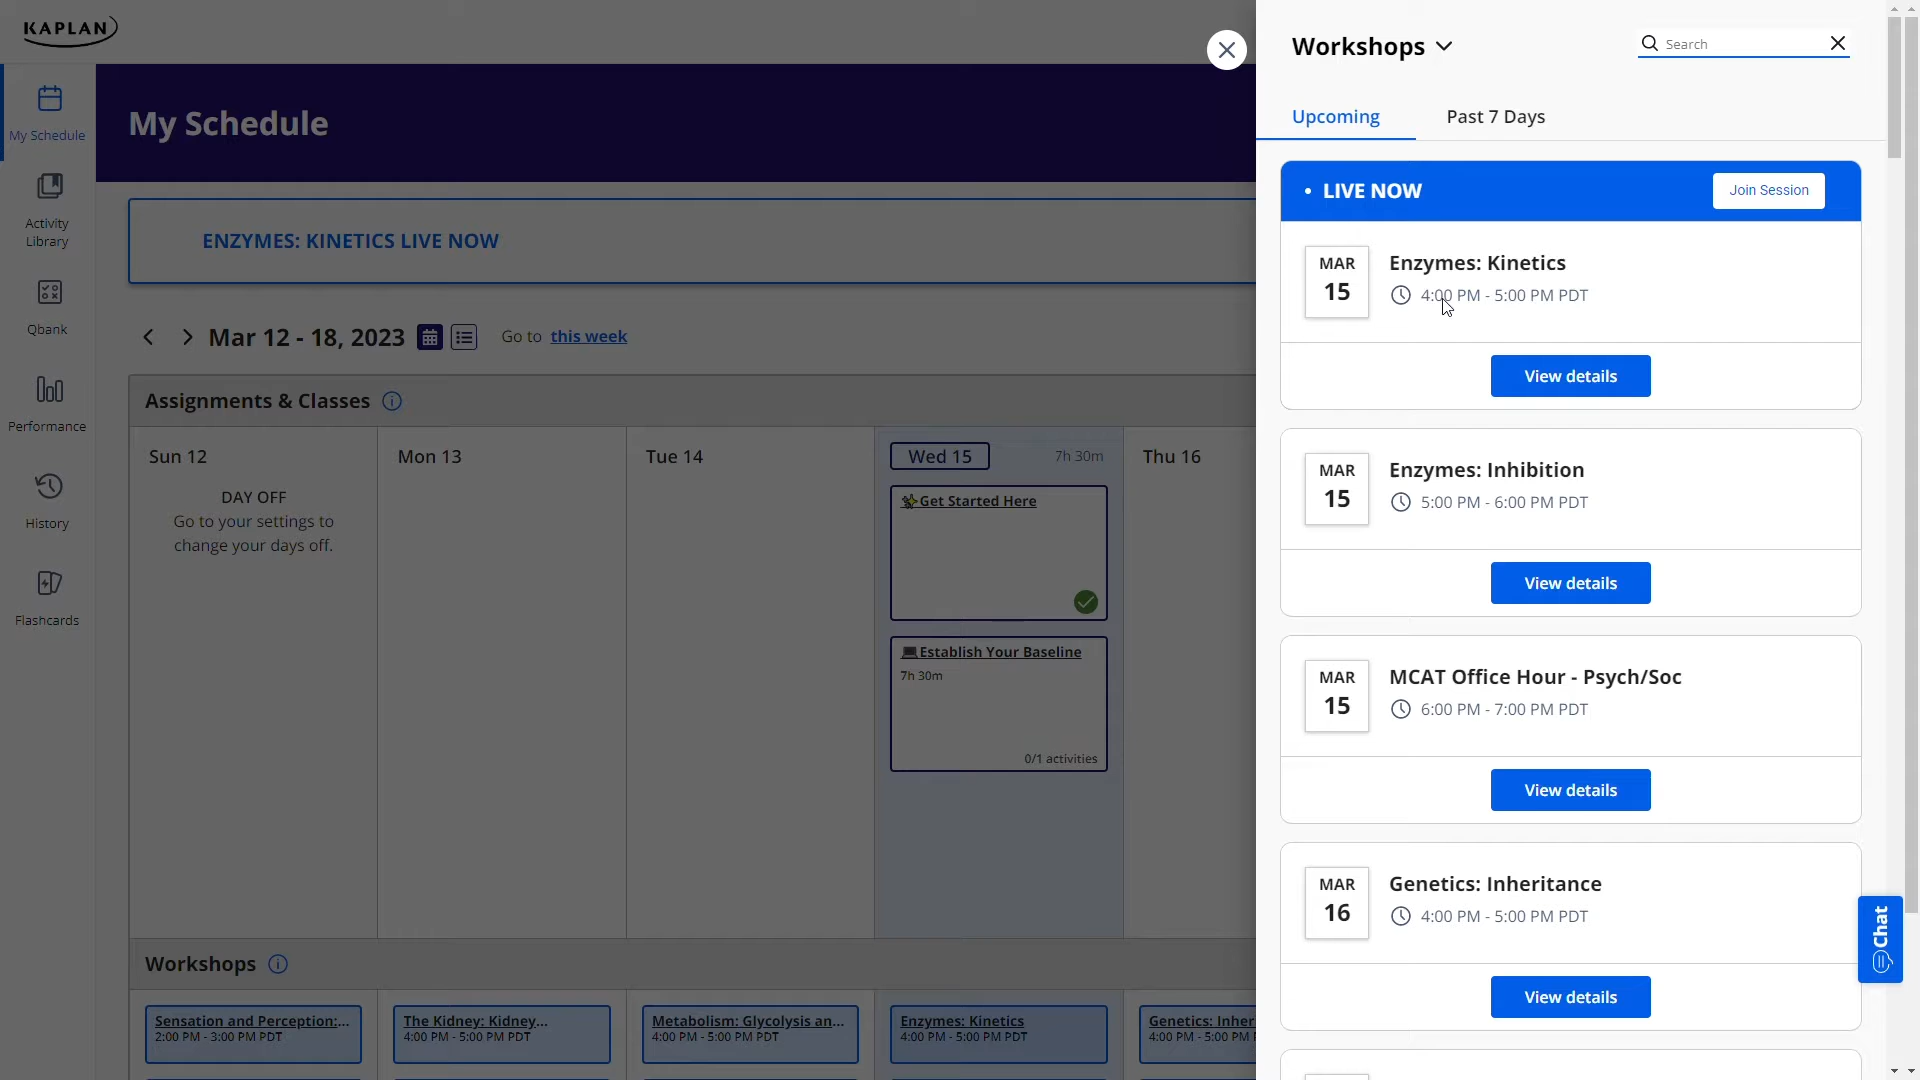 KAPLAN
My Schedule
Activity
Library
Qbank
Performance
History
Flashcards
My Schedule
ENZYMES: KINETICS LIVE NOW
Mar 12 - 18, 2023
Go to this week
Assignments & Classes
Sun 12
DAY OFF
Go to your settings to
change your days off.
Mon 13
Tue 14
Wed 15
7h 30m
Get Started Here
Establish Your Baseline
7h 30m
0/1 activities
Thu 16
Workshops
Sensation and Perception:...
2:00 PM - 3:00 PM PDT
The Kidney: Kidney...
4:00 PM - 5:00 PM PDT
Metabolism: Glycolysis an...
4:00 PM - 5:00 PM PDT
Enzymes: Kinetics
4:00 PM - 5:00 PM PDT
Genetics: Inher
4:00 PM - 5:00 PM P
Workshops
Search
Upcoming
Past 7 Days
• LIVE NOW
Join Session
MAR
15
Enzymes: Kinetics
4:00 PM - 5:00 PM PDT
View details
MAR
15
Enzymes: Inhibition
5:00 PM - 6:00 PM PDT
View details
MAR
15
MCAT Office Hour - Psych/Soc
6:00 PM - 7:00 PM PDT
View details
MAR
16
Genetics: Inheritance
4:00 PM - 5:00 PM PDT
View details
Chat